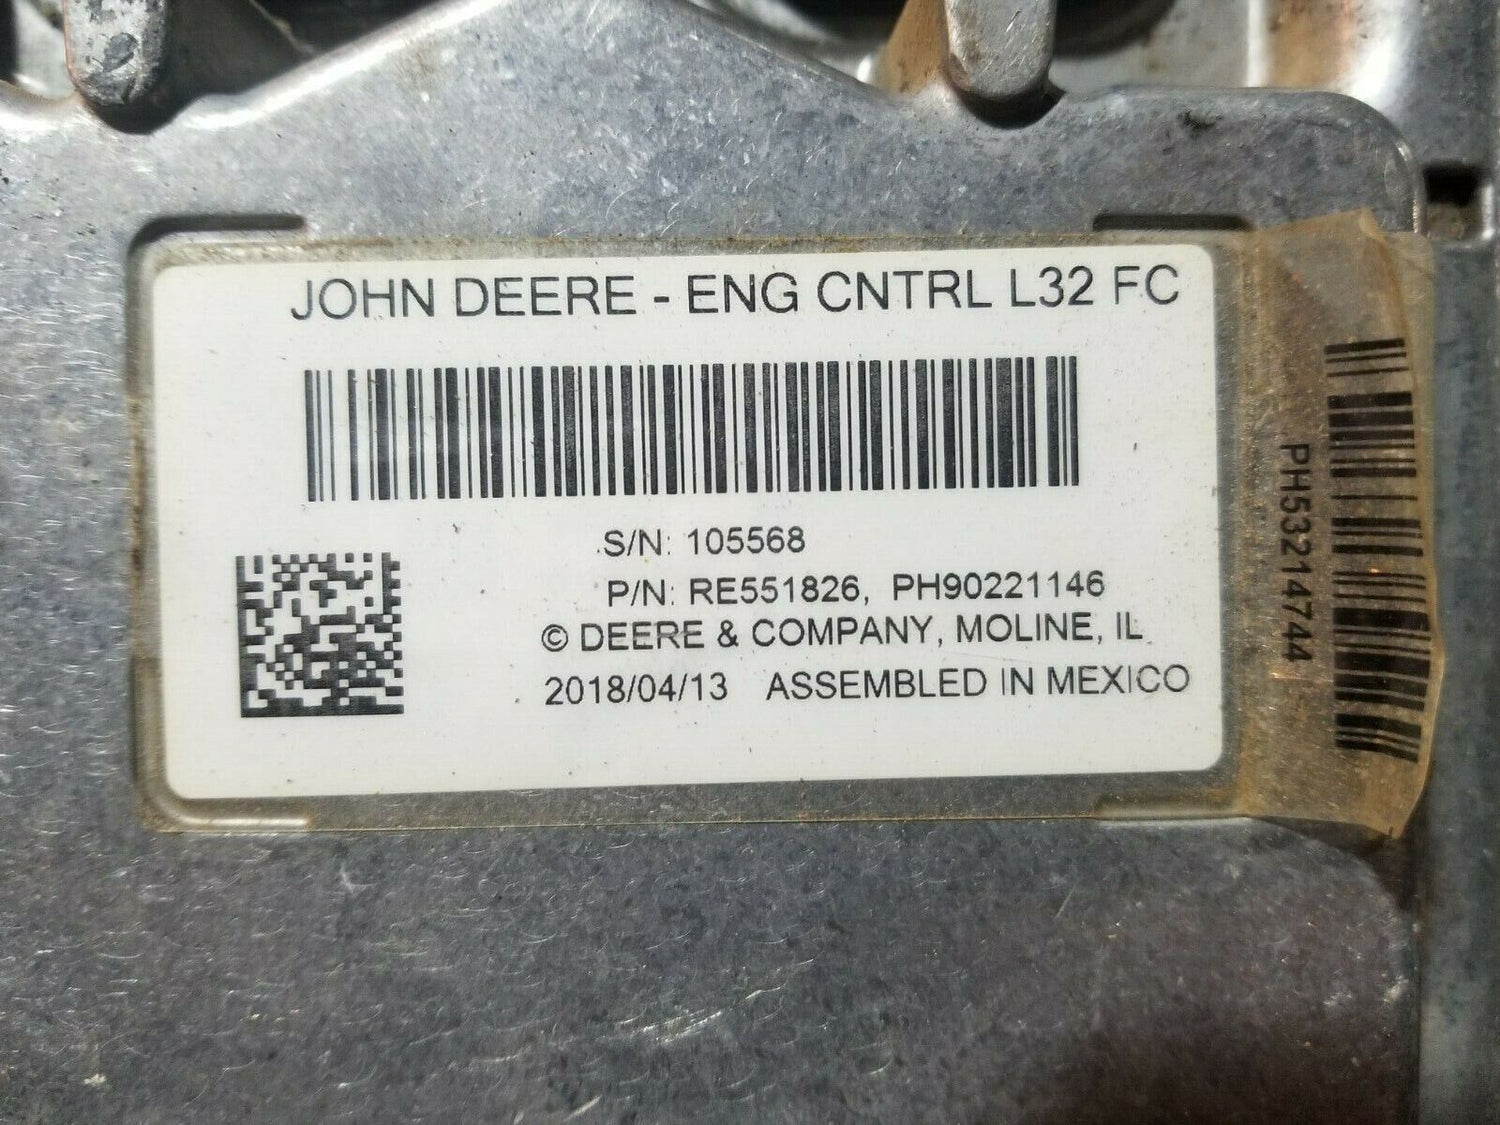 JOHN DEERE - ENG CNTRL L32 FC
S/N: 105568
P/N: RE551826, PH90221146
© DEERE & COMPANY, MOLINE, IL
2018/04/13 ASSEMBLED IN MEXICO
PH53214744